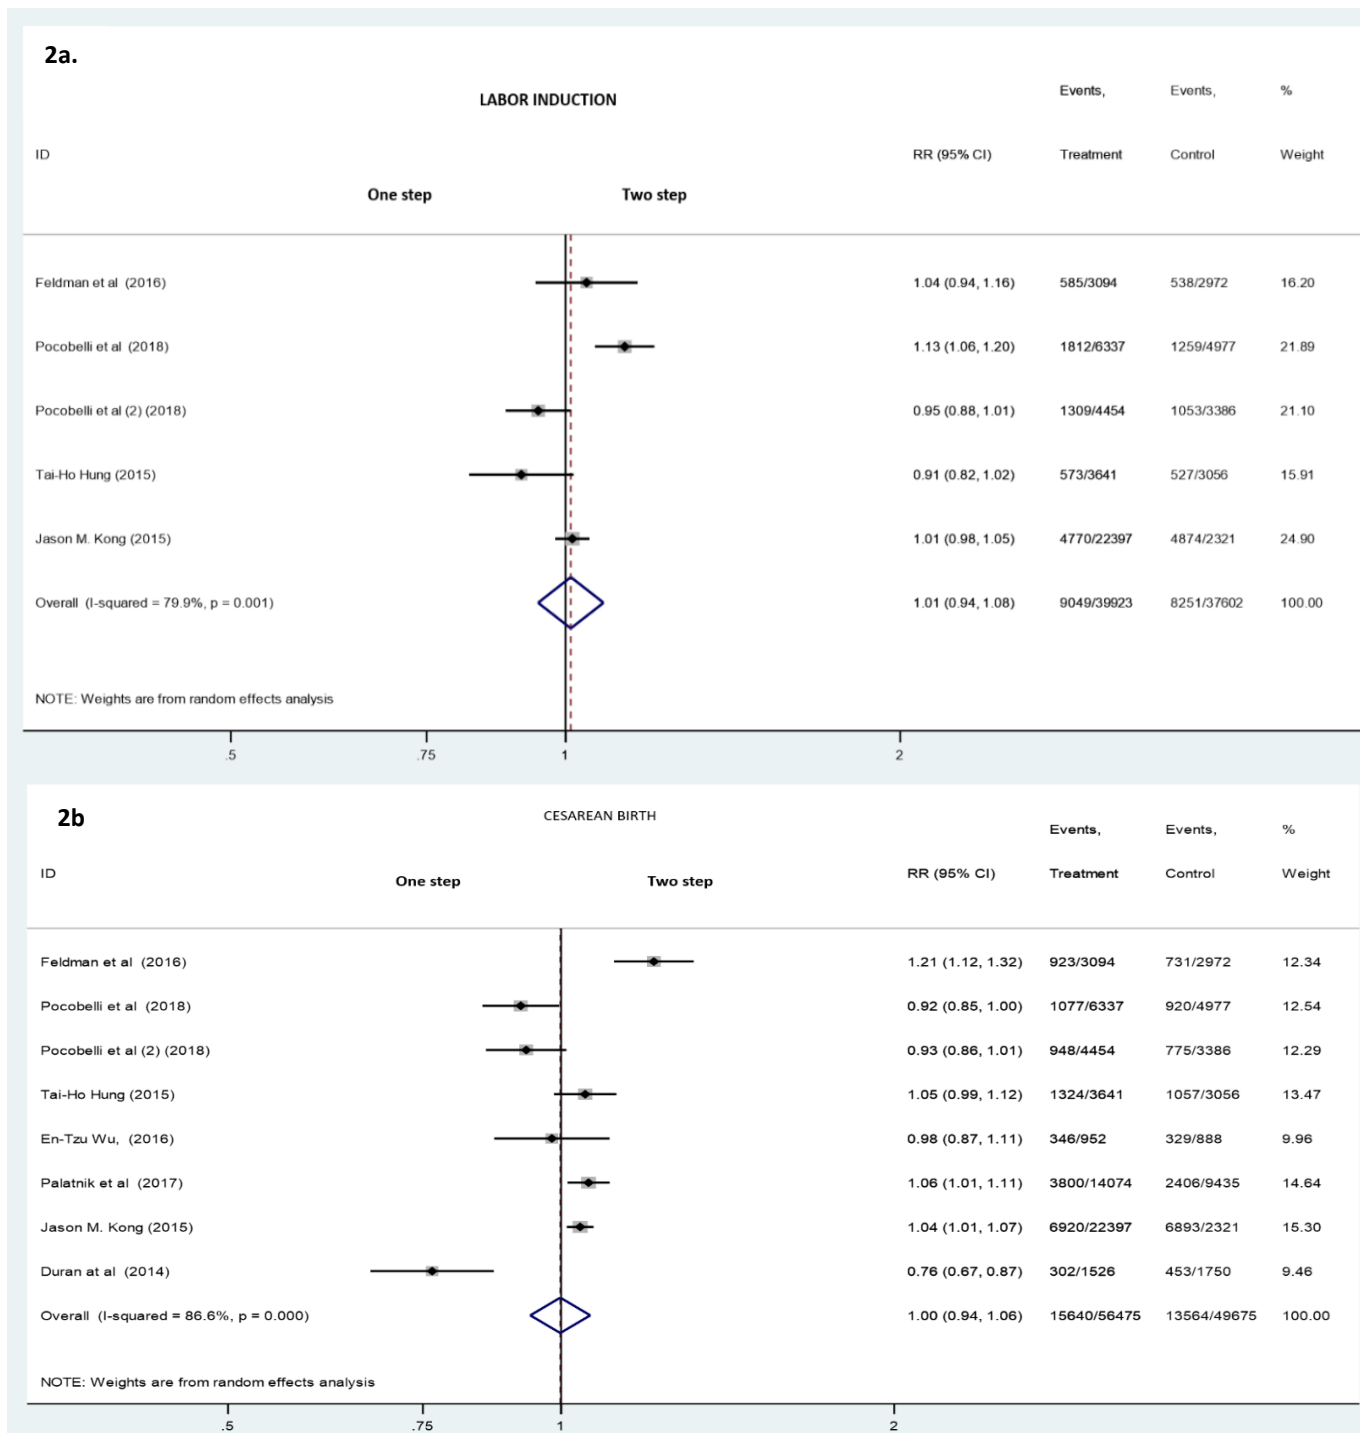 2a.
LABOR INDUCTION
Events, Events, %
ID RR (95% CI) Treatment Control Weight
One step Two step
Feldman et al (2016) 1.04 (0.94, 1.16) 585/3094 538/2972 16.20
Pocobelli et al (2018) 1.13 (1.06, 1.20) 1812/6337 1259/4977 21.89
Pocobelli et al (2) (2018) 0.95 (0.88, 1.01) 1309/4454 1053/3386 21.10
Tai-Ho Hung (2015) 0.91 (0.82, 1.02) 573/3641 527/3056 15.91
Jason M. Kong (2015) 1.01 (0.98, 1.05) 4770/22397 4874/2321 24.90
Overall (I-squared = 79.9%, p = 0.001) 1.01 (0.94, 1.08) 9049/39923 8251/37602 100.00
NOTE: Weights are from random effects analysis
.5 .75 1 2
2b
CESAREAN BIRTH
Events, Events, %
ID One step Two step RR (95% CI) Treatment Control Weight
Feldman et al (2016) 1.21 (1.12, 1.32) 923/3094 731/2972 12.34
Pocobelli et al (2018) 0.92 (0.85, 1.00) 1077/6337 920/4977 12.54
Pocobelli et al (2) (2018) 0.93 (0.86, 1.01) 948/4454 775/3386 12.29
Tai-Ho Hung (2015) 1.05 (0.99, 1.12) 1324/3641 1057/3056 13.47
En-Tzu Wu, (2016) 0.98 (0.87, 1.11) 346/952 329/888 9.96
Palatnik et al (2017) 1.06 (1.01, 1.11) 3800/14074 2406/9435 14.64
Jason M. Kong (2015) 1.04 (1.01, 1.07) 6920/22397 6893/2321 15.30
Duran at al (2014) 0.76 (0.67, 0.87) 302/1526 453/1750 9.46
Overall (I-squared = 86.6%, p = 0.000) 1.00 (0.94, 1.06) 15640/56475 13564/49675 100.00
NOTE: Weights are from random effects analysis
.5 .75 1 2